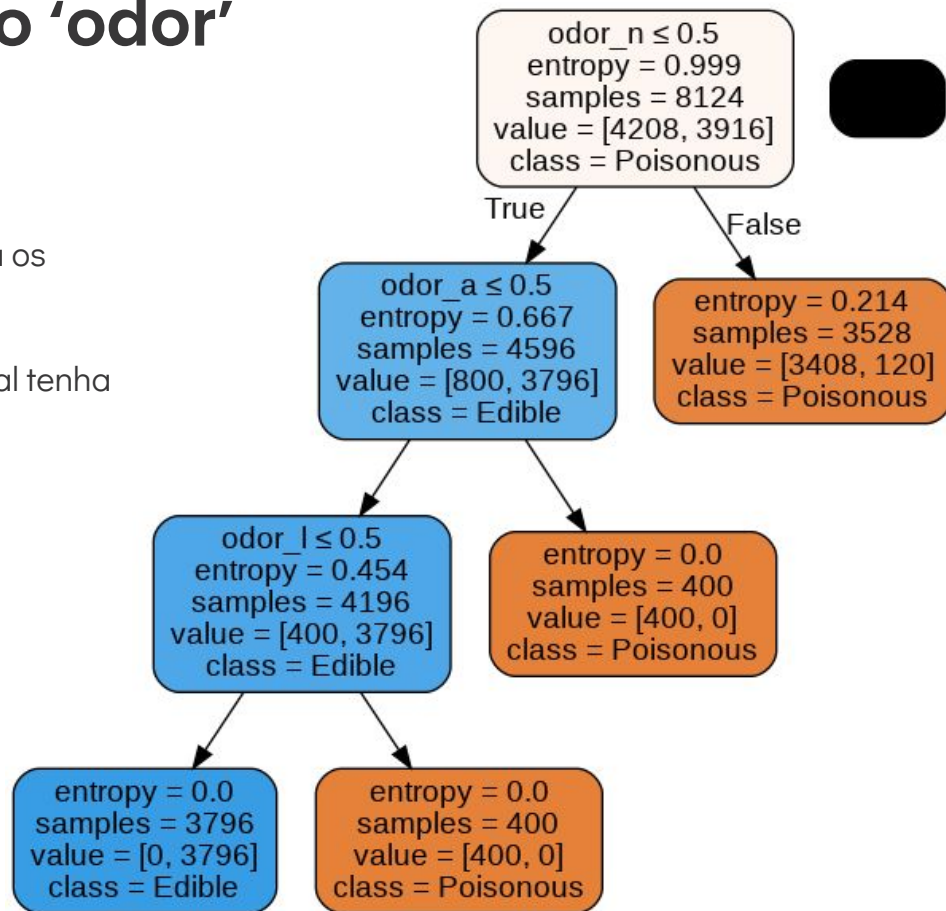 o ‘odor’
os
al tenha
odor_n ≤ 0.5
entropy = 0.999
samples = 8124
value = [4208, 3916]
class = Poisonous
True
False
odor_a ≤ 0.5
entropy = 0.667
samples = 4596
value = [800, 3796]
class = Edible
entropy = 0.214
samples = 3528
value = [3408, 120]
class = Poisonous
odor_l ≤ 0.5
entropy = 0.454
samples = 4196
value = [400, 3796]
class = Edible
entropy = 0.0
samples = 400
value = [400, 0]
class = Poisonous
entropy = 0.0
samples = 3796
value = [0, 3796]
class = Edible
entropy = 0.0
samples = 400
value = [400, 0]
class = Poisonous